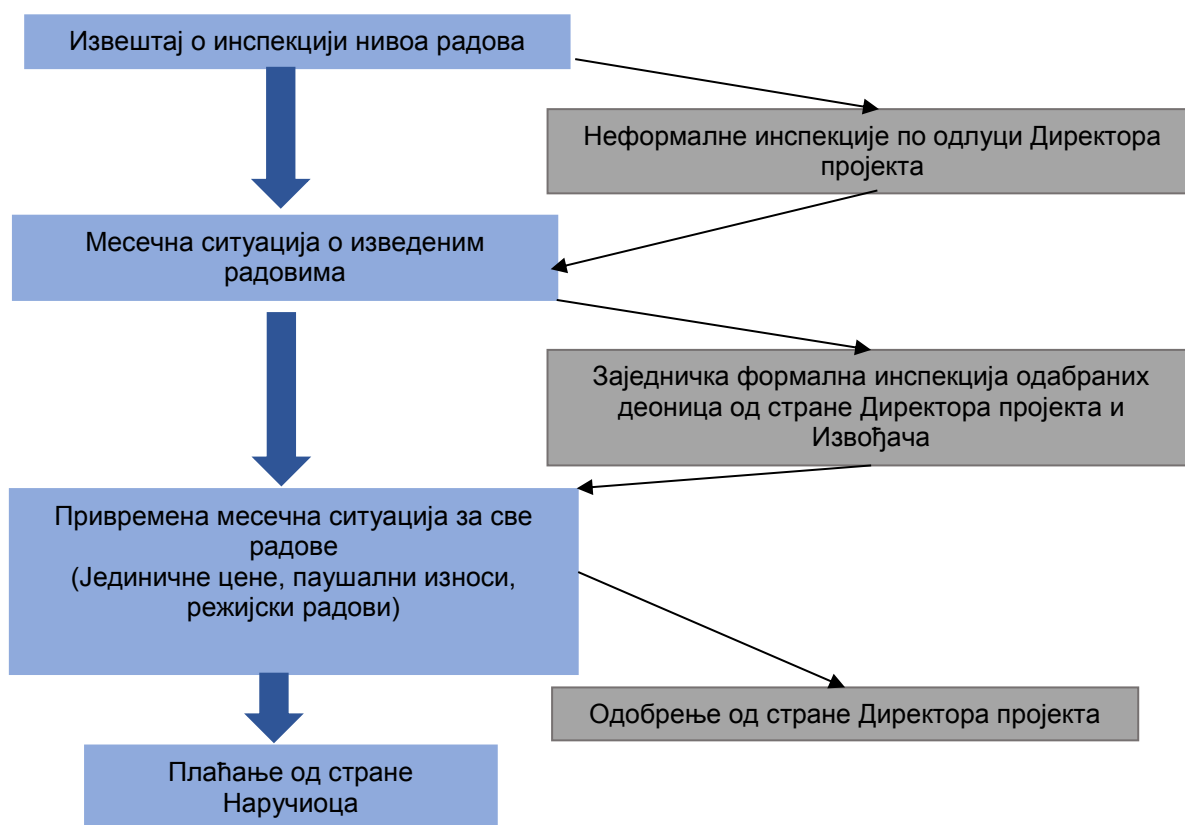 Извештај о инспекцији нивоа радова
Неформалне инспекције по одлуци Директора
пројекта
Месечна ситуација о изведеним
радовима
Заједничка формална инспекција одабраних
деоница од стране Директора пројекта и
Извођача
Привремена месечна ситуација за све
радове
(Јединичне цене, паушални износи,
режијски радови)
Одобрење од стране Директора пројекта
Плаћање од стране
Наручиоца